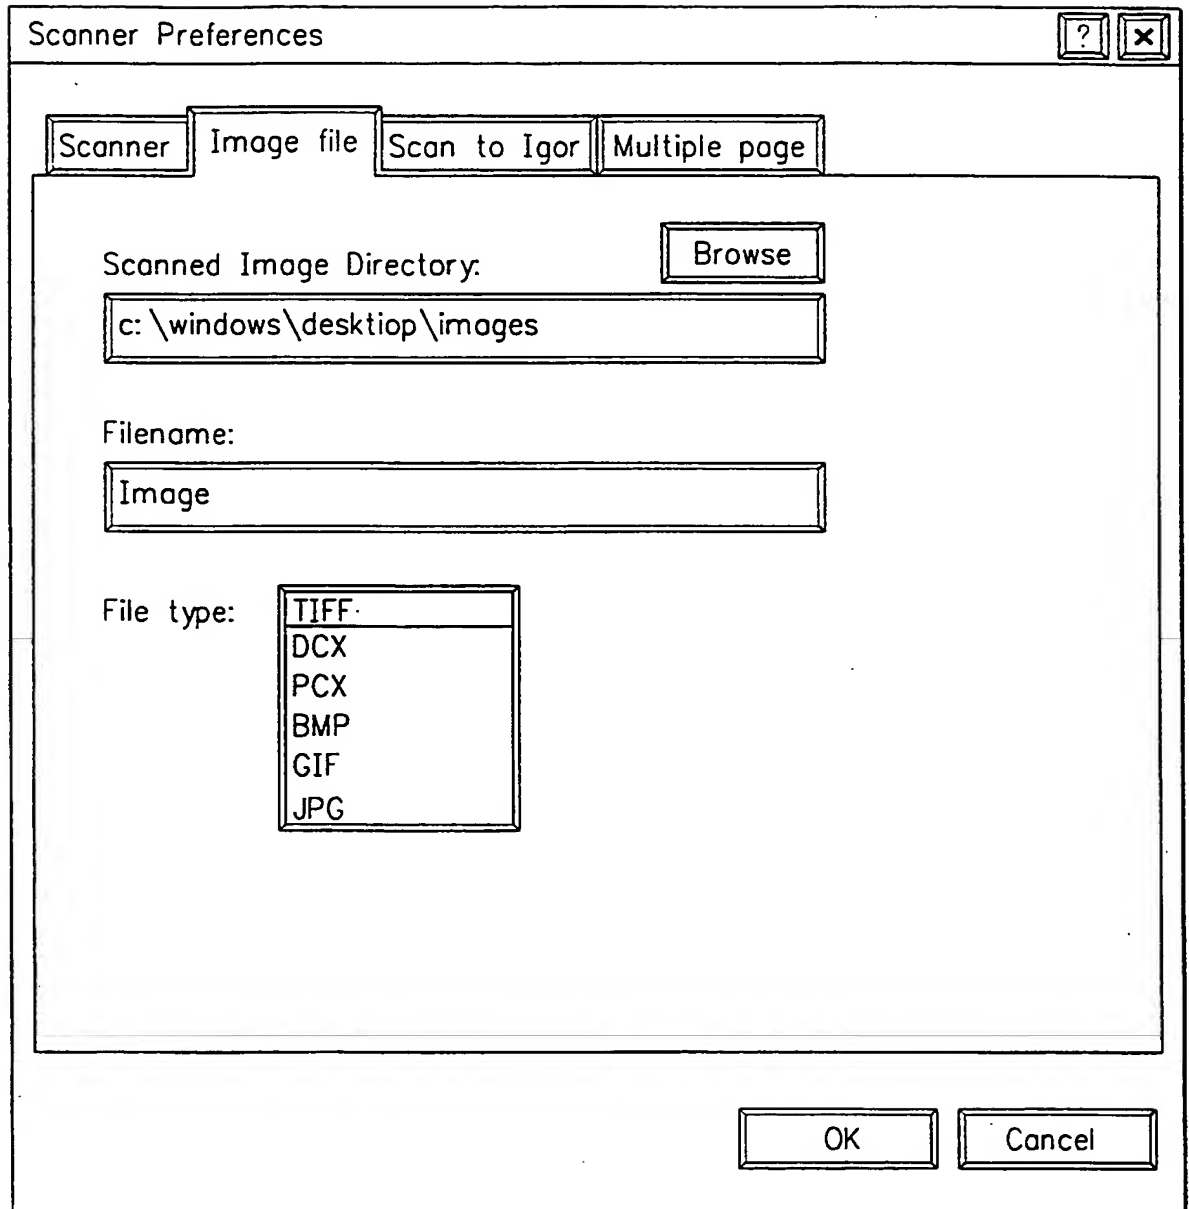 Scanner Preferences ? ×
Scanner Image file Scan to Igor Multiple page
Browse
Scanned Image Directory:
c:\windows\desktiop\images
Filename:
Image
File type: TIFF
DCX
PCX
BMP
GIF
JPG
OK Cancel